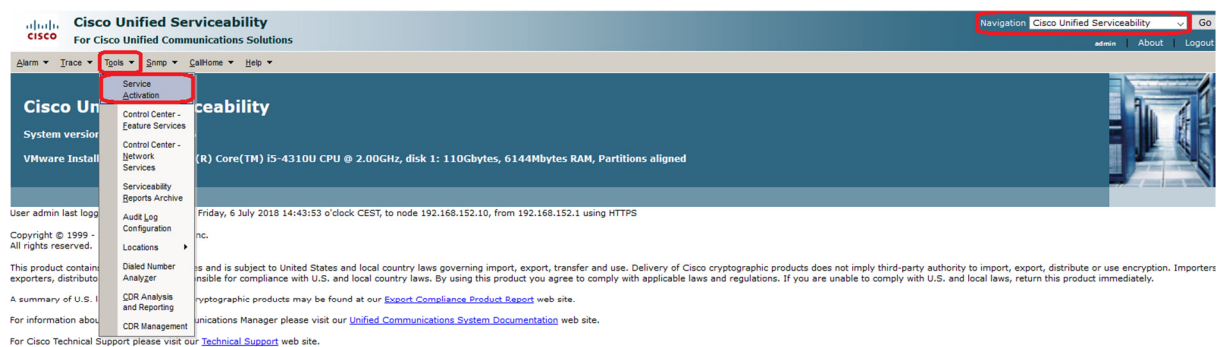 Cisco Unified Serviceability
CISCO For Cisco Unified Communications Solutions
Navigation Cisco Unified Serviceability Go
admin | About | Logout
Alarm Trace Tools Snmp CallHome Help
Service
Activation
Control Center -
Feature Services
Control Center -
Network
Services
Serviceability
Reports Archive
Audit Log
Configuration
Locations
Dialed Number
Analyzer
CDR Analysis
and Reporting
CDR Management
Cisco Un ceability
System version
VMware Install (R) Core(TM) i5-4310U CPU @ 2.00GHz, disk 1: 110Gbytes, 6144Mbytes RAM, Partitions aligned
User admin last logg Friday, 6 July 2018 14:43:53 o'clock CEST, to node 192.168.152.10, from 192.168.152.1 using HTTPS
Copyright © 1999 - nc.
All rights reserved.
This product contains es and is subject to United States and local country laws governing import, export, transfer and use. Delivery of Cisco cryptographic products does not imply third-party authority to import, export, distribute or use encryption. Importers
exporters, distributo nsible for compliance with U.S. and local country laws. By using this product you agree to comply with applicable laws and regulations. If you are unable to comply with U.S. and local laws, return this product immediately.
A summary of U.S. l ryptographic products may be found at our Export Compliance Product Report web site.
For information abou unications Manager please visit our Unified Communications System Documentation web site.
For Cisco Technical Support please visit our Technical Support web site.